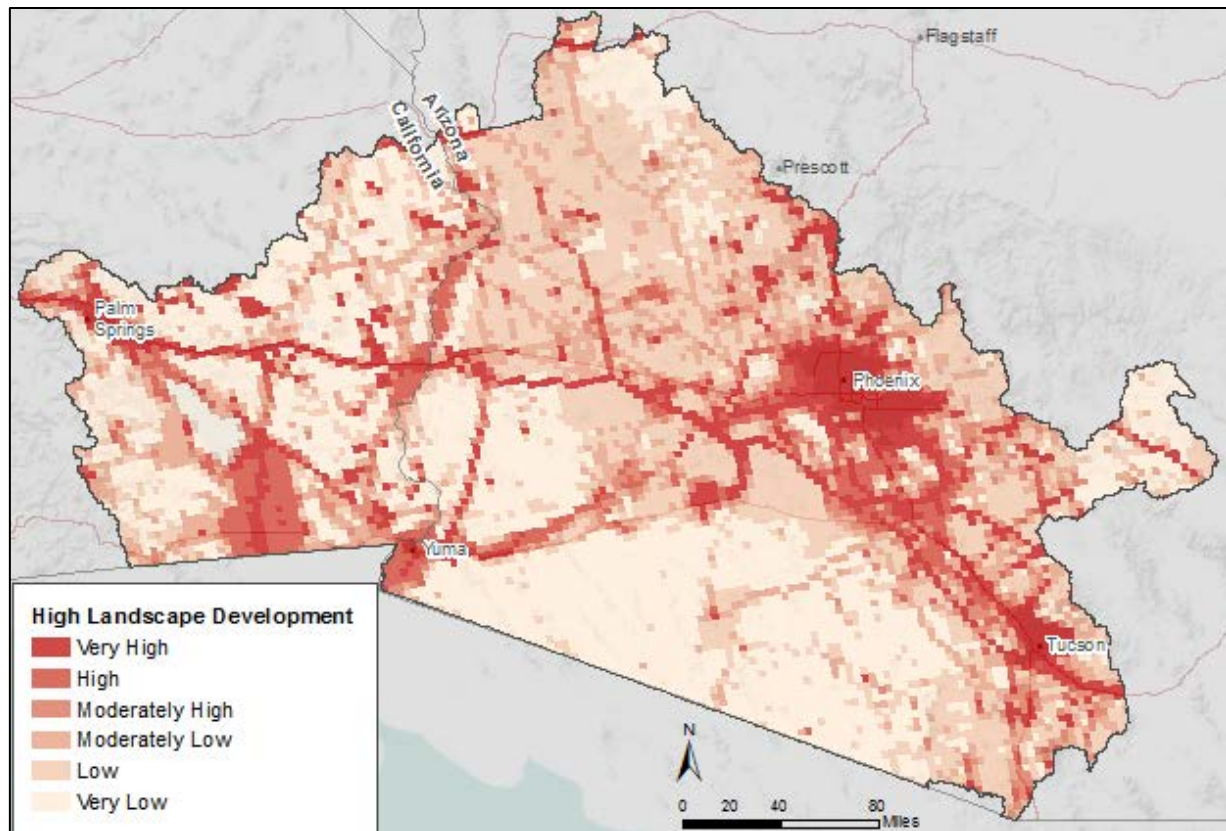 Flagstaff
Arizona
California
Prescott
Palm
Springs
Phoenix
Yuma
Tucson
High Landscape Development
Very High
High
Moderately High
Moderately Low
Low
Very Low
N
0 20 40 80
Miles